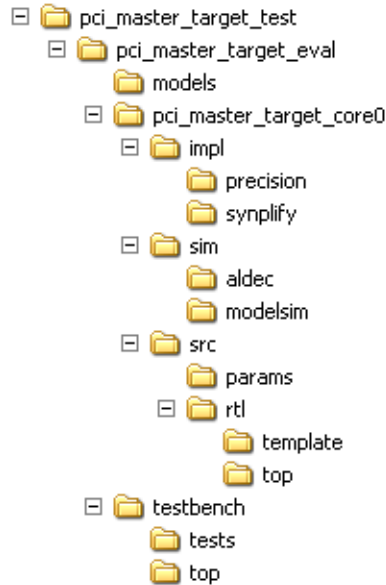 pci_master_target_test
pci_master_target_eval
models
pci_master_target_core0
impl
precision
synplify
sim
aldec
modelsim
src
params
rtl
template
top
testbench
tests
top